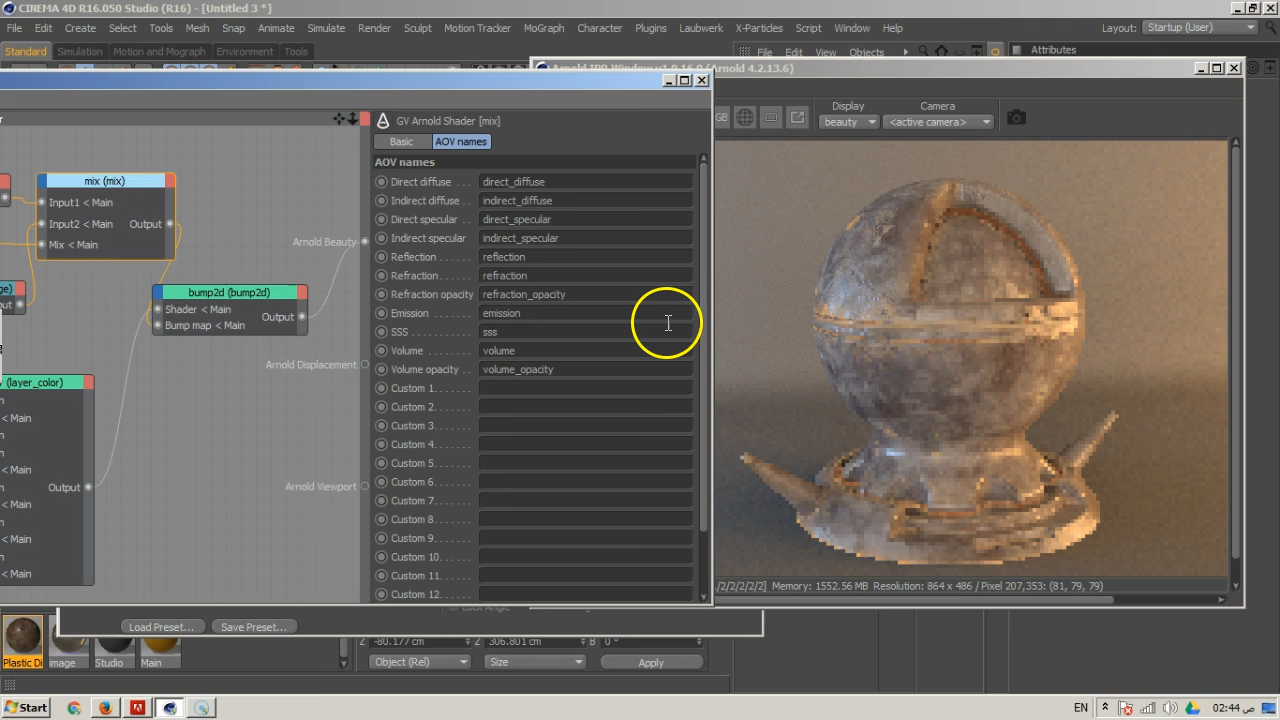 CINEMA 4D R16.050 Studio (R16) - [Untitled 3 *]
File Edit Create Select Tools Mesh Snap Animate Simulate Render Sculpt Motion Tracker MoGraph Character Plugins Laubwerk X-Particles Script Window Help
Layout: Startup (User)
Standard Simulation Motion and Mograph Environment Tools
File Edit View Objects
Attributes
Arnold IPR Window v1.0.16.0 (Arnold 4.2.13.6)
GV Arnold Shader [mix]
Basic AOV names
AOV names
Direct diffuse . . . direct_diffuse
Indirect diffuse . . indirect_diffuse
Direct specular . . direct_specular
Indirect specular indirect_specular
Reflection . . . . . . reflection
Refraction . . . . . refraction
Refraction opacity refraction_opacity
Emission . . . . . . . emission
SSS . . . . . . . . . . sss
Volume . . . . . . . volume
Volume opacity . . volume_opacity
Custom 1 . . . . . .
Custom 2. . . . . . .
Custom 3. . . . . . .
Custom 4. . . . . . .
Custom 5. . . . . . .
Custom 6. . . . . . .
Custom 7. . . . . . .
Custom 8. . . . . . .
Custom 9. . . . . . .
Custom 10. . . . . .
Custom 11. . . . . .
Custom 12. . . . . .
mix (mix)
Input1 < Main
Input2 < Main Output
Mix < Main
Arnold Beauty
bump2d (bump2d)
Shader < Main
Output
Bump map < Main
Arnold Displacement
(layer_color)
< Main
< Main
< Main
Output
< Main
< Main
< Main
Arnold Viewport
Display Camera
beauty <active camera>
/2/2/2/2/2] Memory: 1552.56 MB Resolution: 864 x 486 / Pixel 207,353: (81, 79, 79)
Load Preset... Save Preset...
Z -80.177 cm Z 306.801 cm B 0 °
Object (Rel) Size Apply
Plastic Di image Studio Main
Start EN 02:44 ص